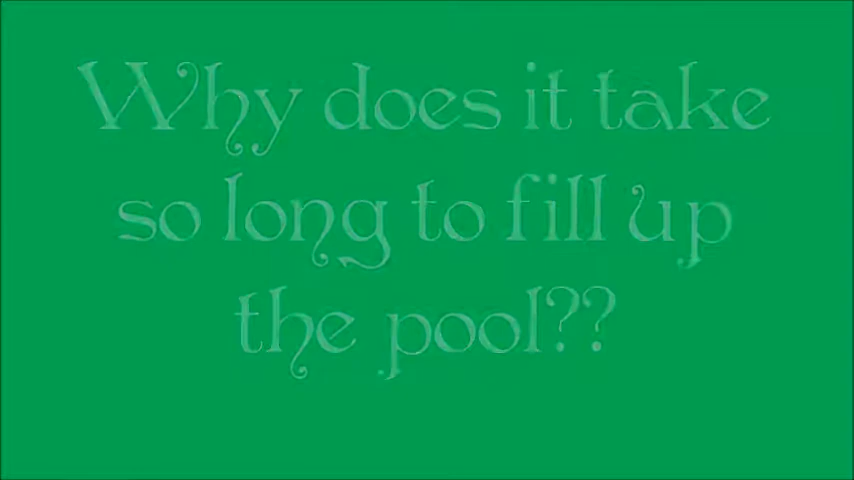 Why does it take
so long to fill up
the pool??